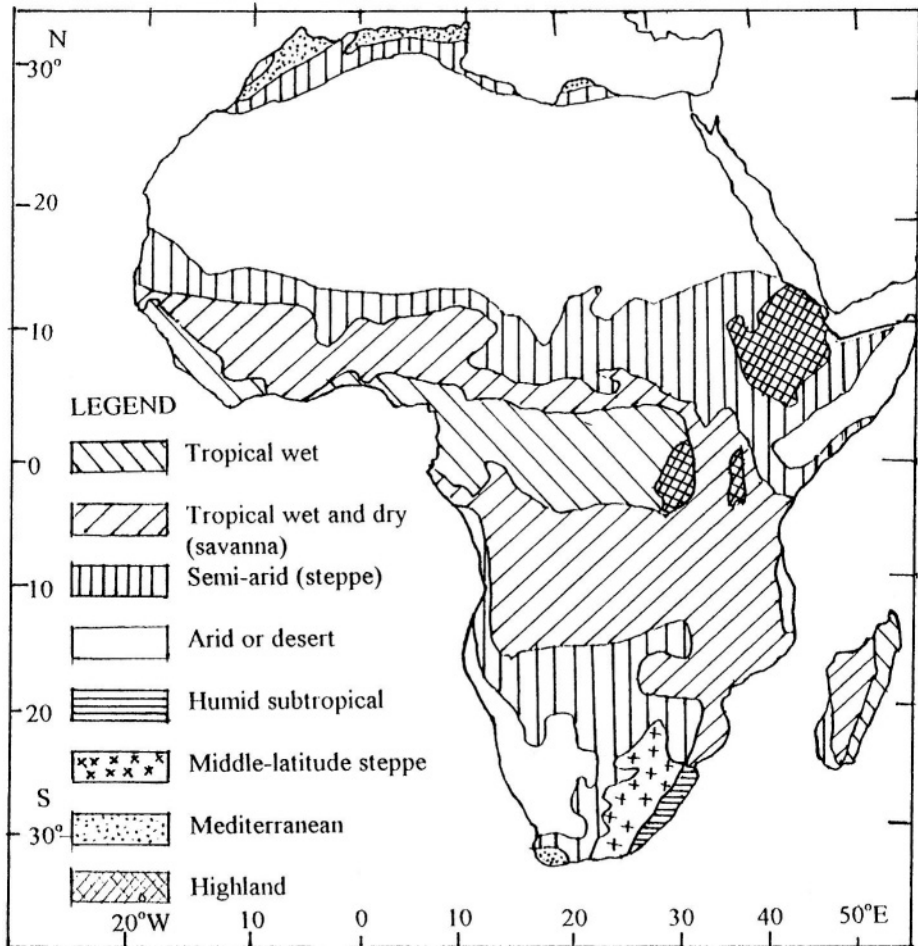 N
30°
20
10
LEGEND
Tropical wet
0
Tropical wet and dry
(savanna)
Semi-arid (steppe)
10
Arid or desert
Humid subtropical
20
Middle-latitude steppe
S
Mediterranean
30°
Highland
20°W 10 0 10 20 30 40 50°E